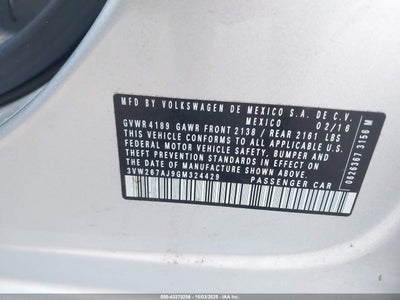 MFD BY VOLKSWAGEN DE MEXICO S.A. DE C.V.
MEXICO 02/16
GVWR 4189 GAWR FRONT 2138 / REAR 2161 LBS
THIS VEHICLE CONFORMS TO ALL APPLICABLE U.S.
FEDERAL MOTOR VEHICLE SAFETY, BUMPER AND
THEFT PREVENTION STANDARDS IN EFFECT ON THE
DATE OF MANUFACTURE SHOWN ABOVE.
3VW267AJ9GM324429
PASSENGER CAR
0626367 3156 M